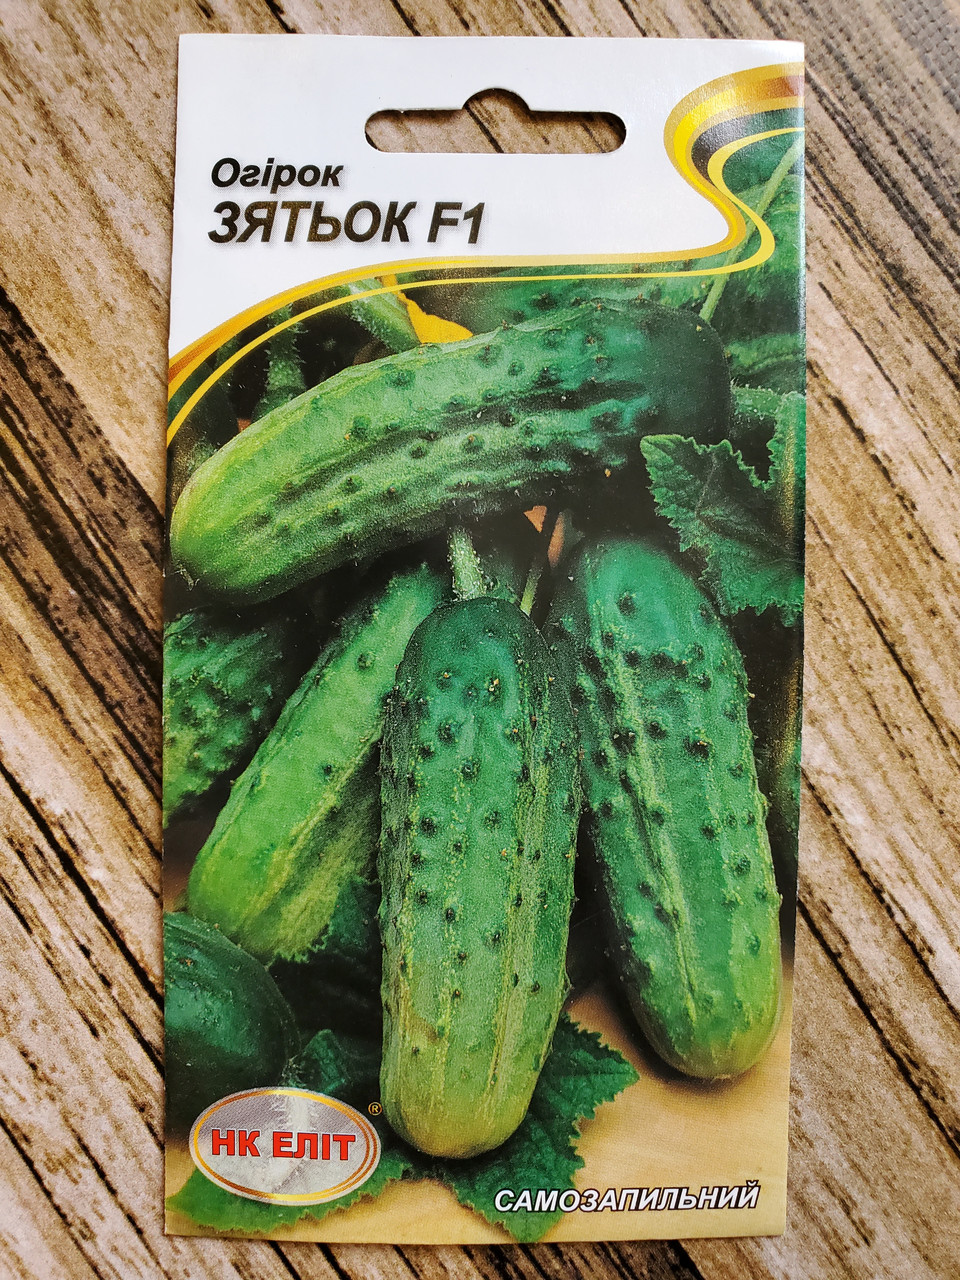 Огірок
ЗЯТЬОК F1
НК ЕЛІТ ®
САМОЗАПИЛЬНИЙ